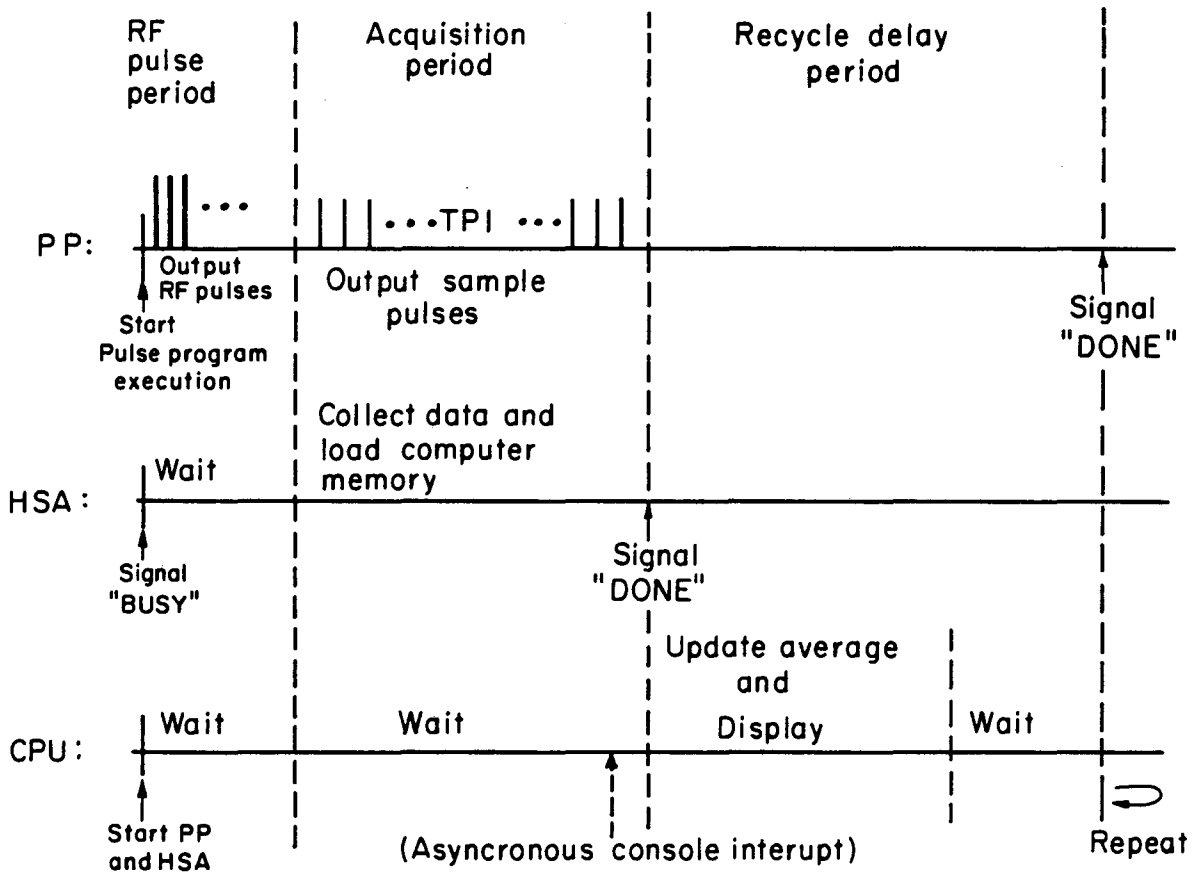 RF
pulse
period
Acquisition
period
Recycle delay
period
PP:
•••
•••TPI •••
Output
RF pulses
Output sample
pulses
Start
Pulse program
execution
Signal
"DONE"
Collect data and
load computer
memory
Wait
HSA:
Signal
"BUSY"
Signal
"DONE"
Update average
and
Display
Wait
Wait
Wait
CPU:
Start PP
and HSA
(Asyncronous console interupt)
Repeat